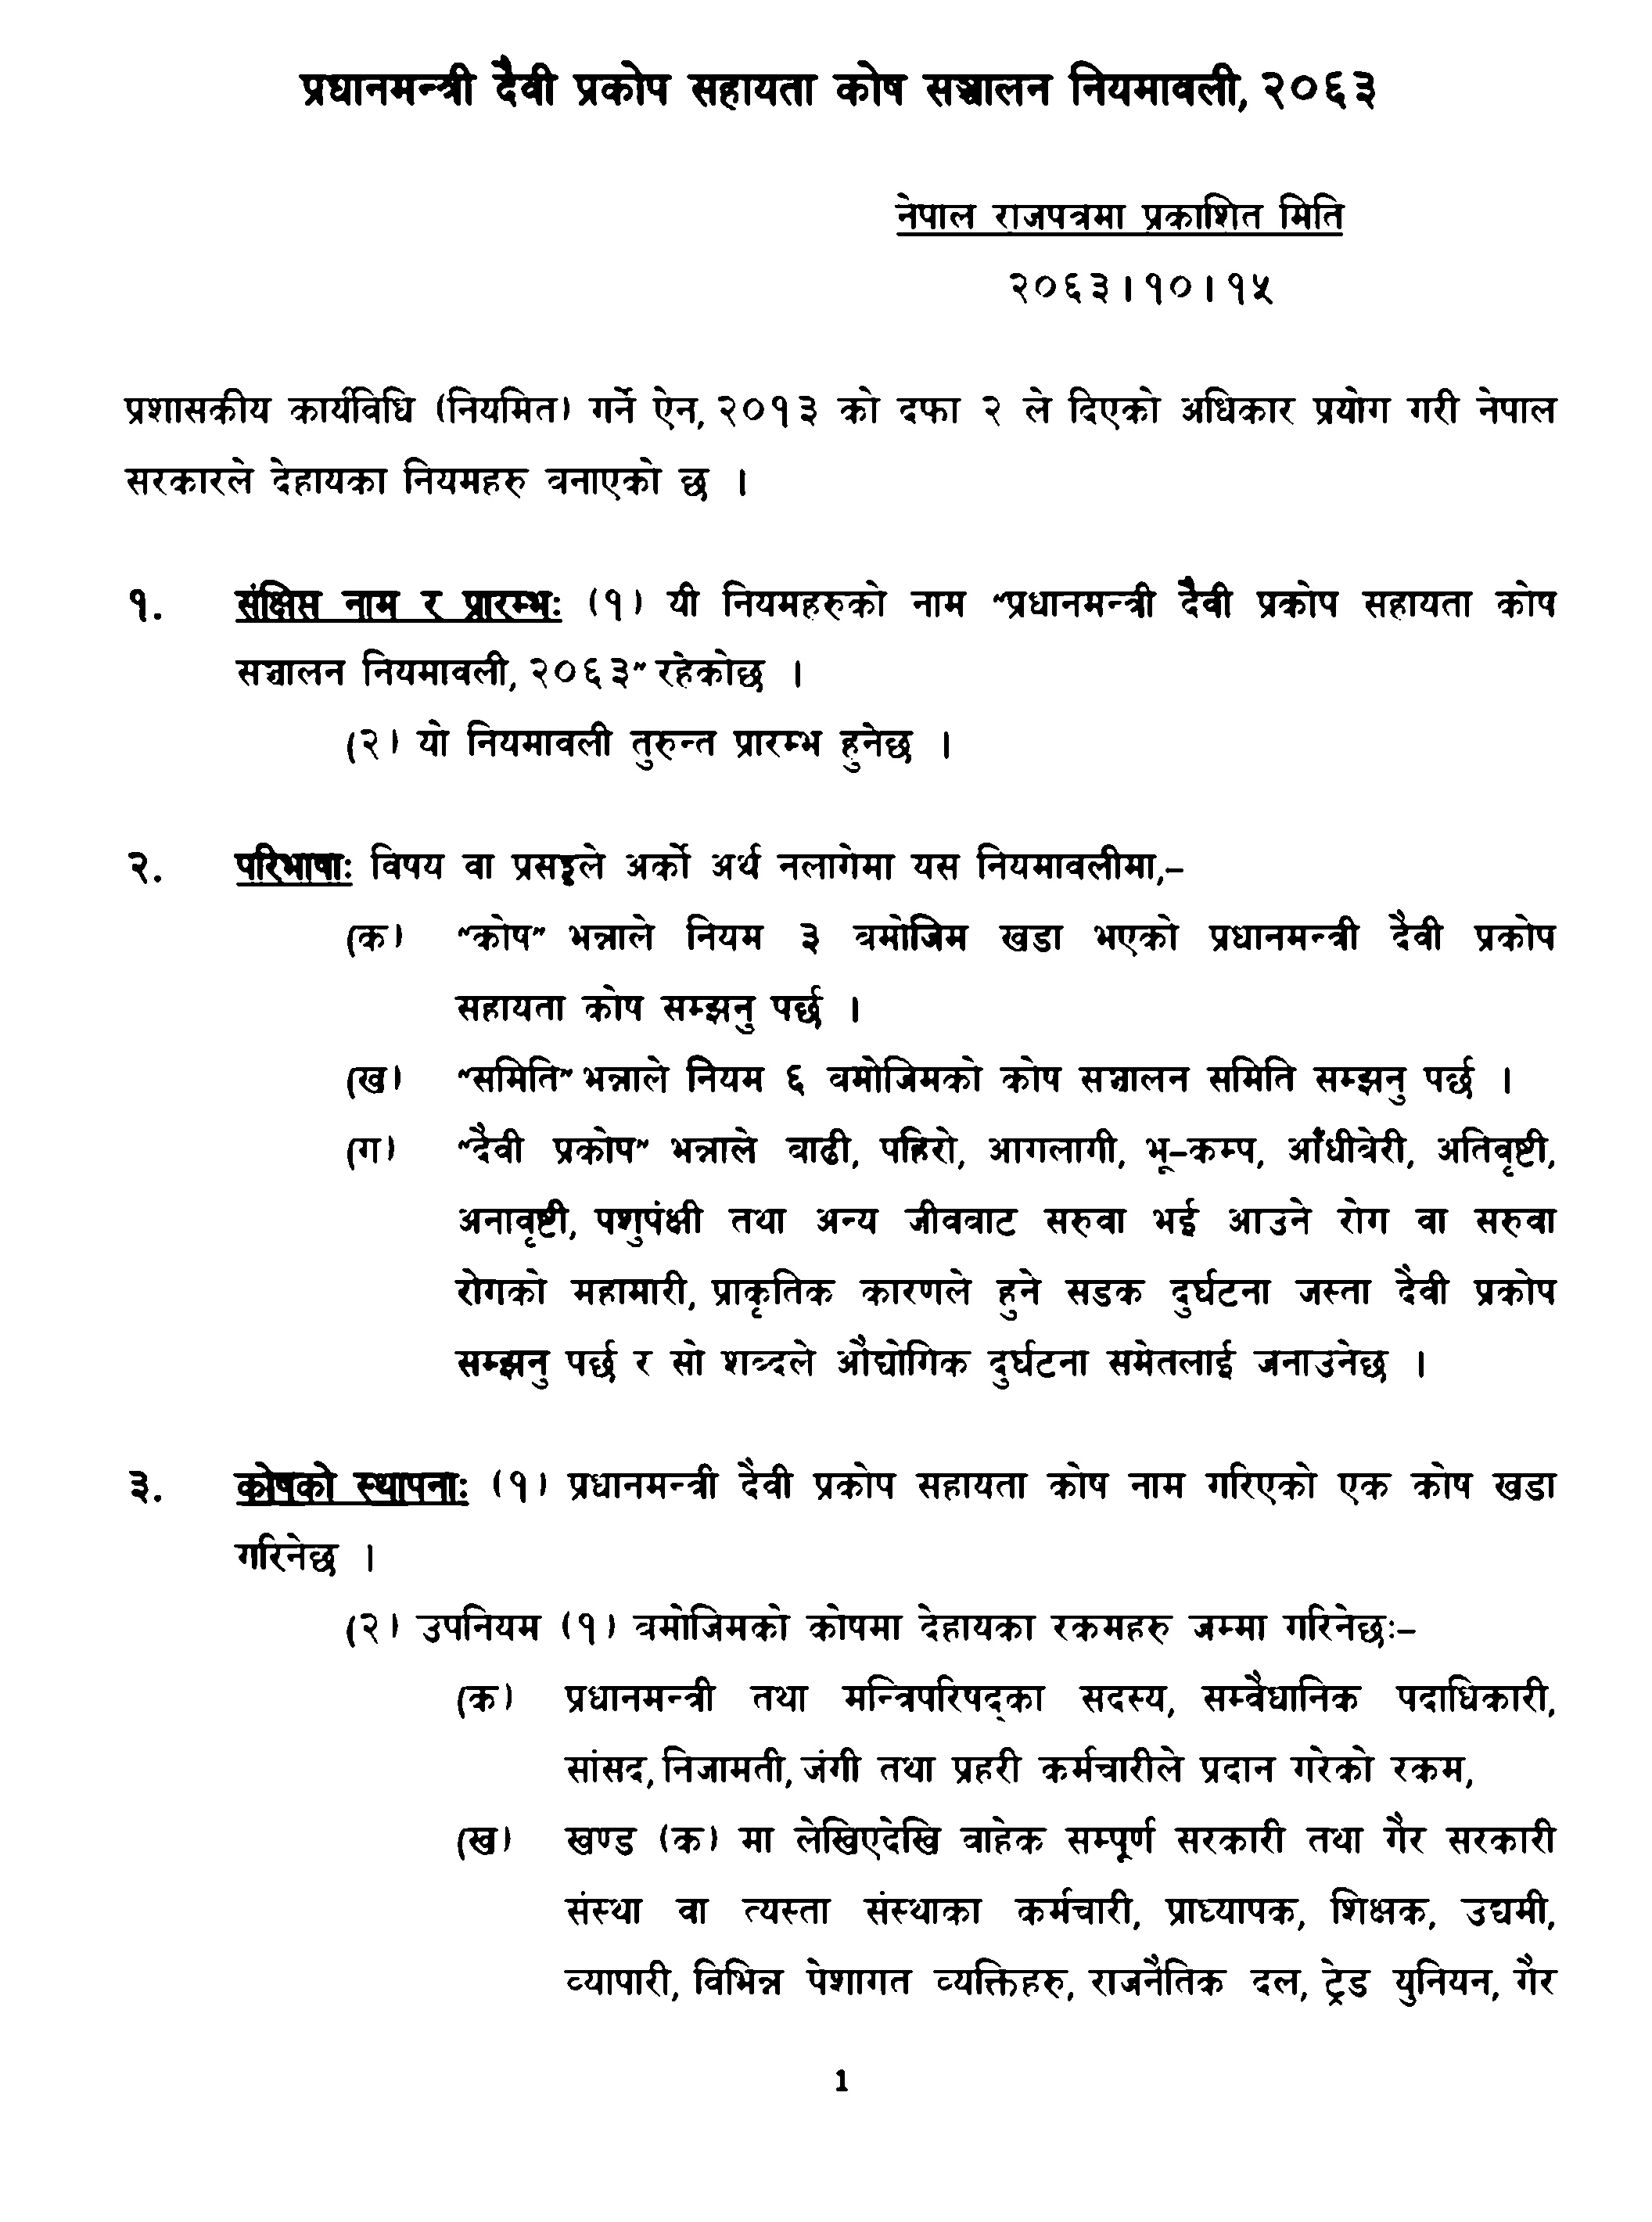 प्रधानमन्त्री दैवी प्रकोप सहायता कोष सञ्चालन नियमावली, २०६३
नेपाल राजपत्रमा प्रकाशित मिति
२०६३।१०।१५
प्रशासकीय कार्यविधि (नियमित) गर्ने ऐन, २०१३ को दफा २ ले दिएको अधिकार प्रयोग गरी नेपाल
सरकारले देहायका नियमहरु बनाएको छ ।
१. संक्षिप्त नाम र प्रारम्भः (१) यी नियमहरुको नाम "प्रधानमन्त्री दैवी प्रकोप सहायता कोष
सञ्चालन नियमावली, २०६३" रहेकोछ ।
(२) यो नियमावली तुरुन्त प्रारम्भ हुनेछ ।
२. परिभाषाः विषय वा प्रसङ्गले अर्को अर्थ नलागेमा यस नियमावलीमा,–
(क) "कोष" भन्नाले नियम ३ बमोजिम खडा भएको प्रधानमन्त्री दैवी प्रकोप
सहायता कोष सम्झनु पर्छ ।
(ख) "समिति" भन्नाले नियम ६ बमोजिमको कोष सञ्चालन समिति सम्झनु पर्छ ।
(ग) "दैवी प्रकोप" भन्नाले बाढी, पहिरो, आगलागी, भू–कम्प, आँधीबेरी, अतिवृष्टी,
अनावृष्टी, पशुपंक्षी तथा अन्य जीवबाट सरुवा भई आउने रोग वा सरुवा
रोगको महामारी, प्राकृतिक कारणले हुने सडक दुर्घटना जस्ता दैवी प्रकोप
सम्झनु पर्छ र सो शब्दले औद्योगिक दुर्घटना समेतलाई जनाउनेछ ।
३. कोषको स्थापनाः (१) प्रधानमन्त्री दैवी प्रकोप सहायता कोष नाम गरिएको एक कोष खडा
गरिनेछ ।
(२) उपनियम (१) बमोजिमको कोषमा देहायका रकमहरु जम्मा गरिनेछः–
(क) प्रधानमन्त्री तथा मन्त्रिपरिषद्का सदस्य, सम्वैधानिक पदाधिकारी,
सांसद, निजामती, जंगी तथा प्रहरी कर्मचारीले प्रदान गरेको रकम,
(ख) खण्ड (क) मा लेखिएदेखि बाहेक सम्पूर्ण सरकारी तथा गैर सरकारी
संस्था वा त्यस्ता संस्थाका कर्मचारी, प्राध्यापक, शिक्षक, उद्यमी,
व्यापारी, विभिन्न पेशागत व्यक्तिहरु, राजनैतिक दल, ट्रेड युनियन, गैर
1